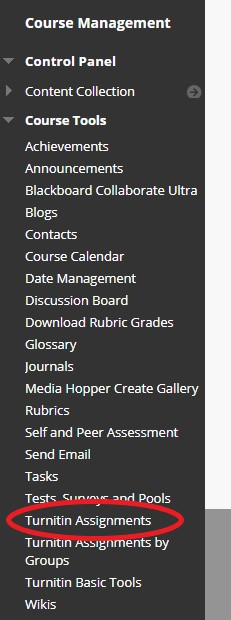 Course Management
Control Panel
Content Collection
Course Tools
Achievements
Announcements
Blackboard Collaborate Ultra
Blogs
Contacts
Course Calendar
Date Management
Discussion Board
Download Rubric Grades
Glossary
Journals
Media Hopper Create Gallery
Rubrics
Self and Peer Assessment
Send Email
Tasks
Tests, Surveys and Pools
Turnitin Assignments
Turnitin Assignments by
Groups
Turnitin Basic Tools
Wikis